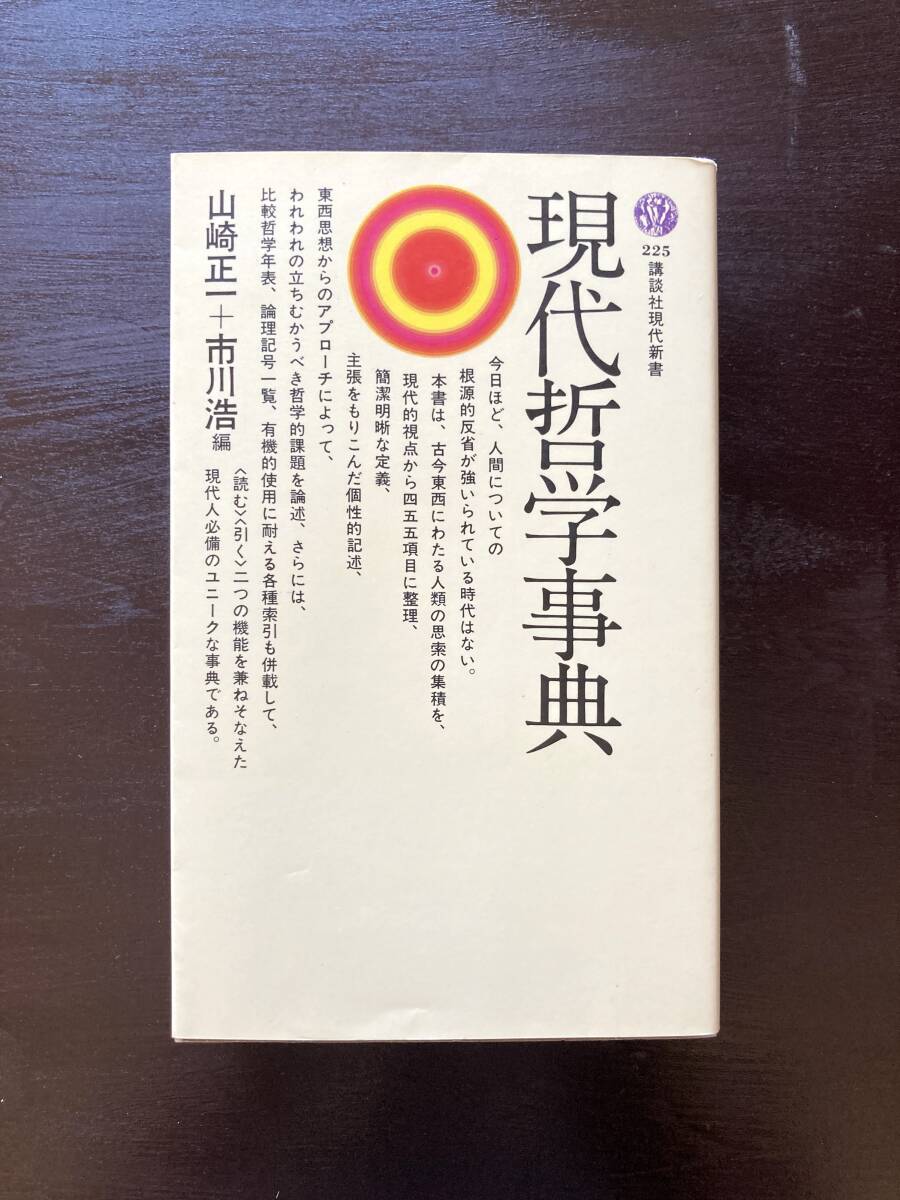 225
講談社現代新書
現代哲学事典
今日ほど、人間についての
根源的反省が強いられている時代はない。
本書は、古今東西にわたる人類の思索の集積を、
現代的視点から四五五項目に整理、
簡潔明晰な定義、
主張をもりこんだ個性的記述、
東西思想からのアプローチによって、
われわれの立ちむかうべき哲学的課題を論述、さらには、
比較哲学年表、論理記号一覧、有機的使用に耐える各種索引も併載して、
〈読む〉〈引く〉二つの機能を兼ねそなえた
現代人必備のユニークな事典である。
山崎正一+市川浩 編